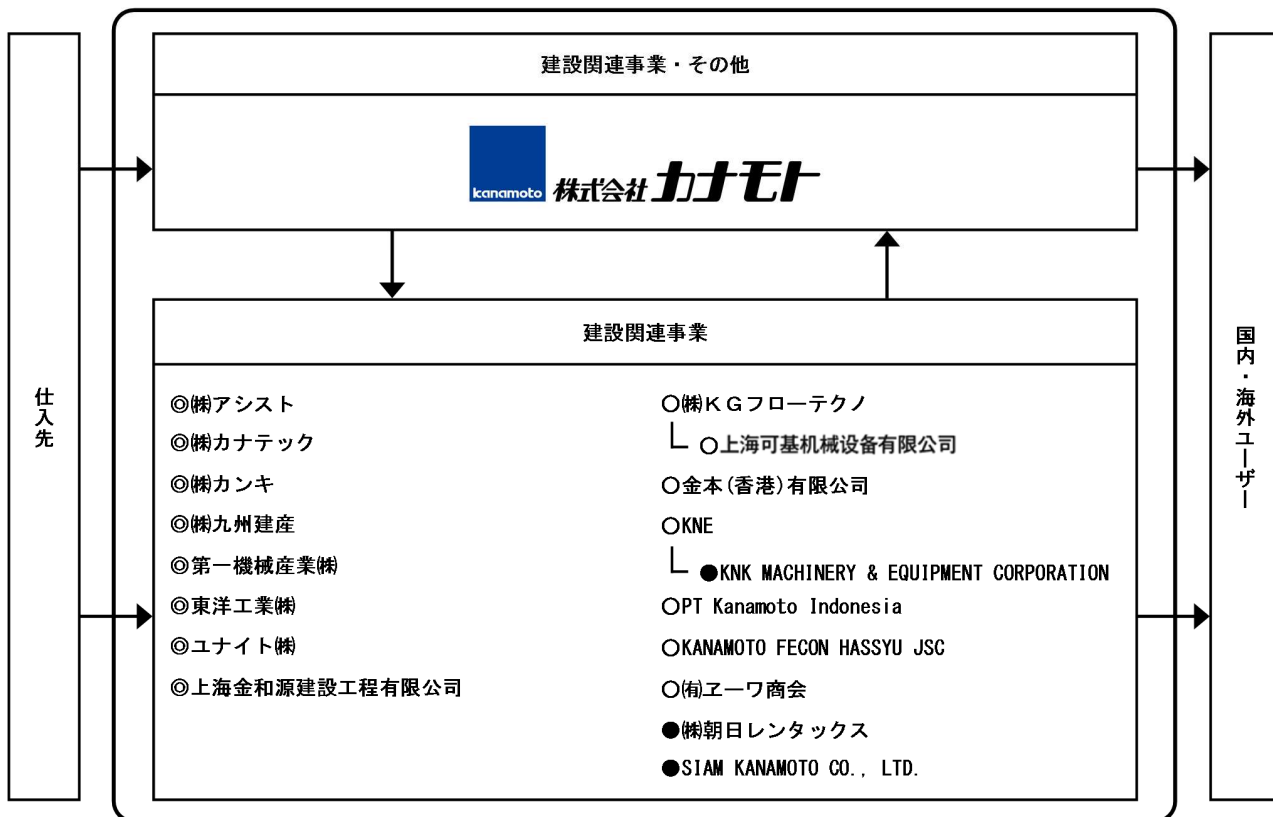 仕入先
建設関連事業・その他
kanamoto 株式会社カナモト
建設関連事業
◎㈱アシスト
◎㈱カナテック
◎㈱カンキ
◎㈱九州建産
◎第一機械産業㈱
◎東洋工業㈱
◎ユナイト㈱
◎上海金和源建設工程有限公司
○㈱ＫＧフローテクノ
○上海可基机械设备有限公司
○金本(香港)有限公司
○KNE
●KNK MACHINERY & EQUIPMENT CORPORATION
○PT Kanamoto Indonesia
○KANAMOTO FECON HASSYU JSC
○㈲ヱーワ商会
●㈱朝日レンタックス
●SIAM KANAMOTO CO., LTD.
国内・海外ユーザー